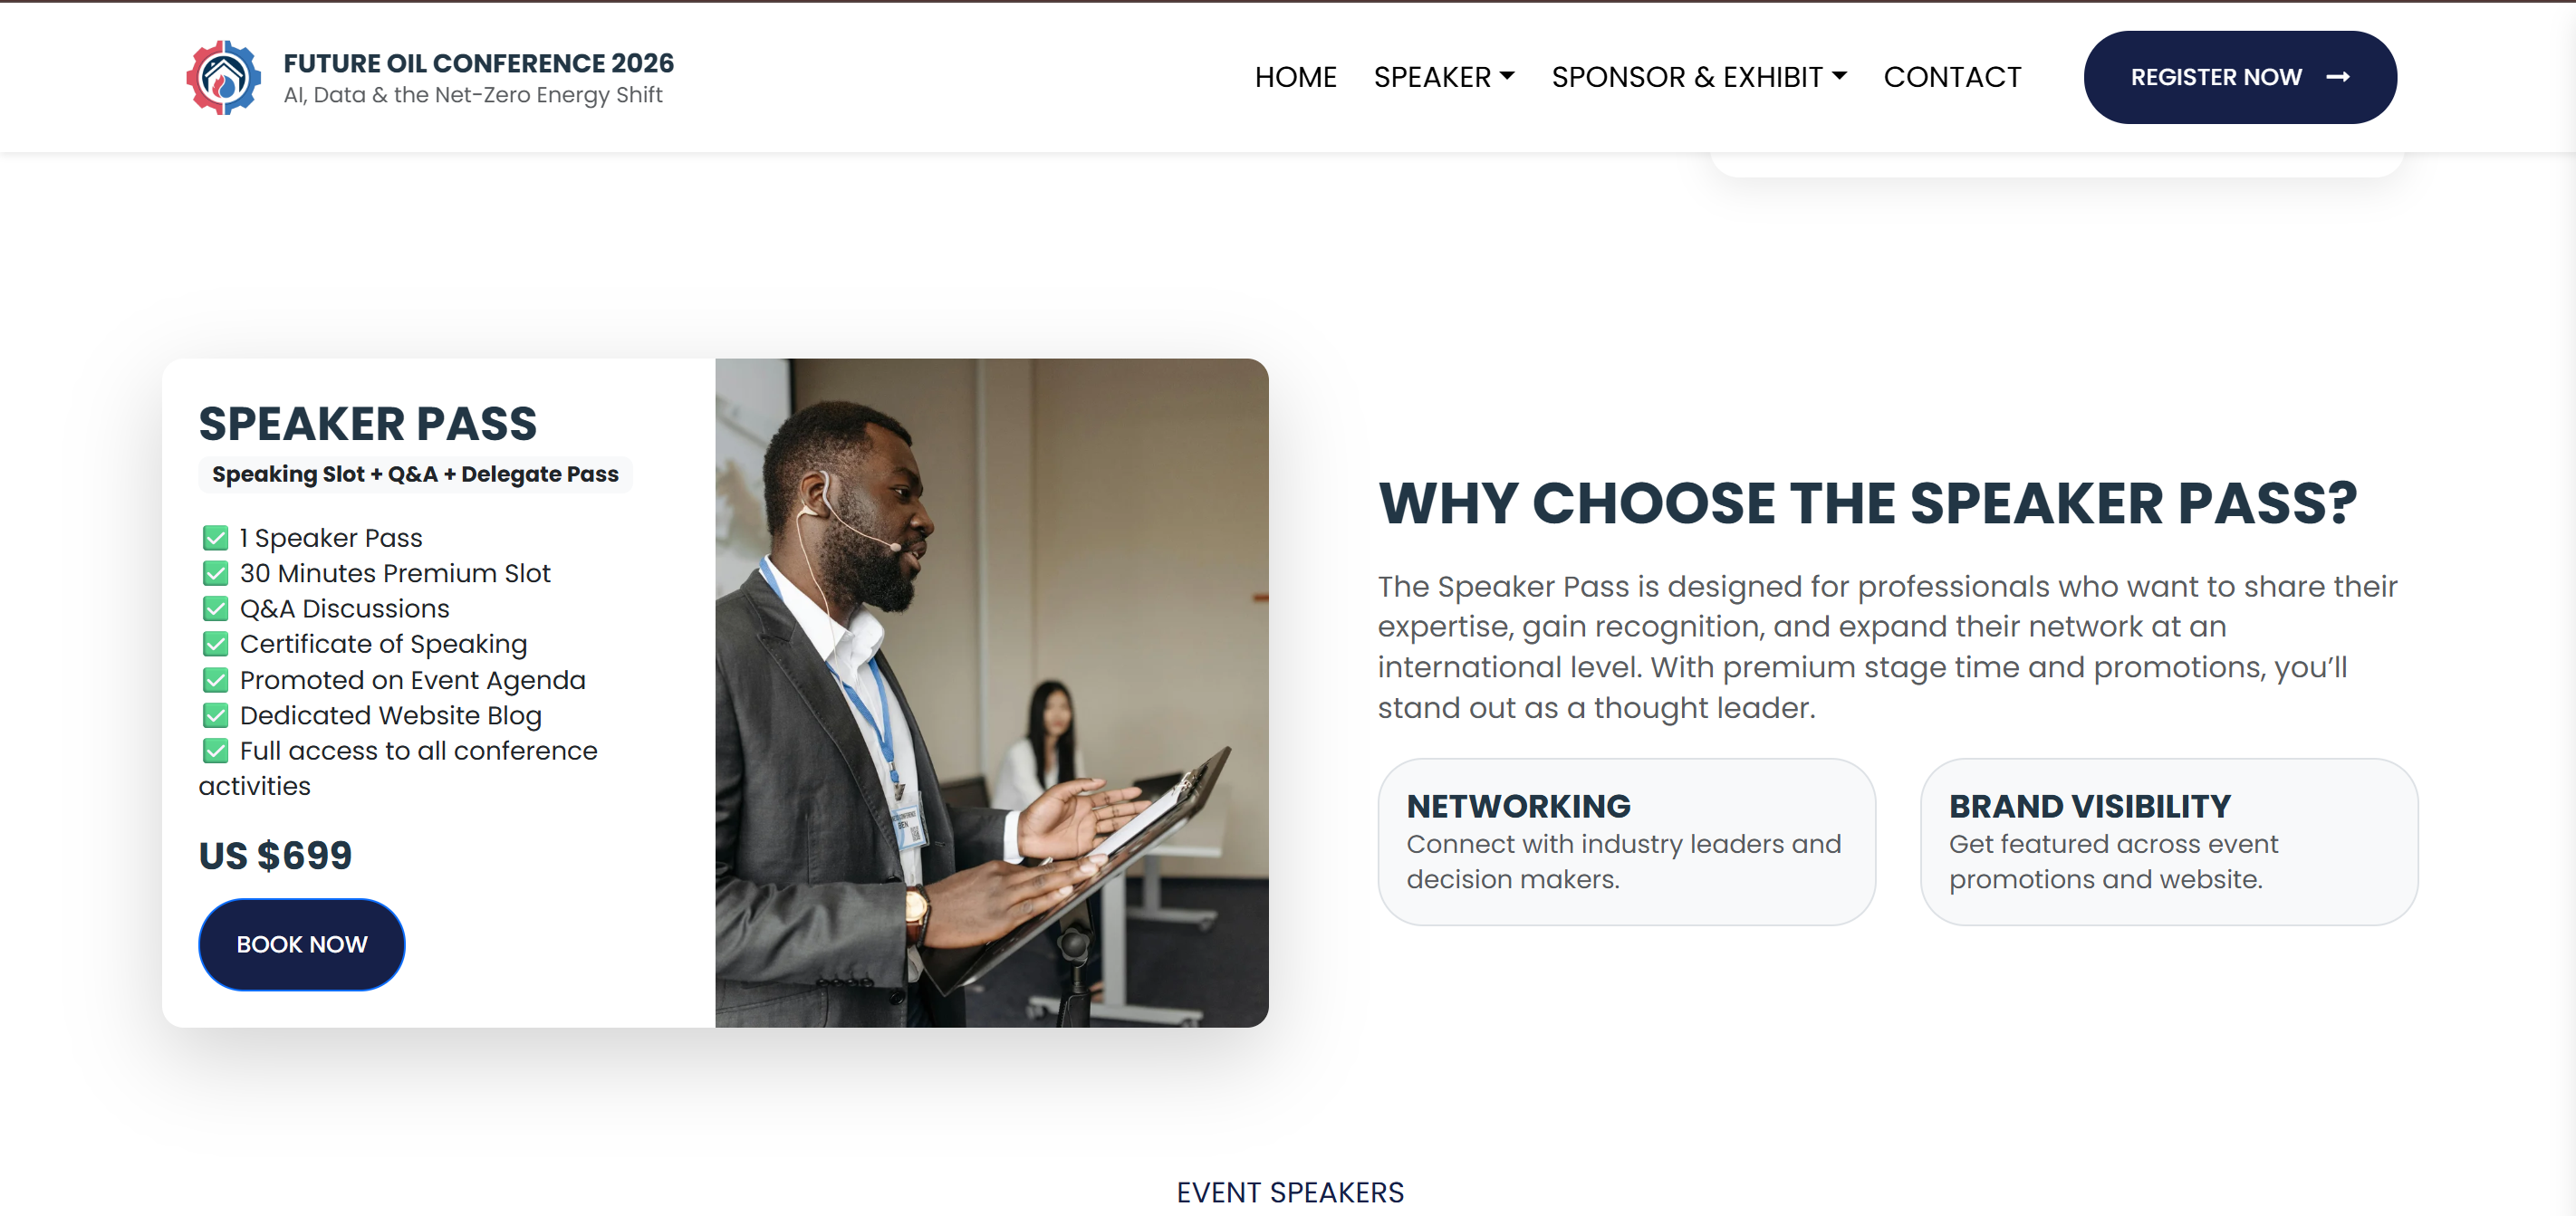 FUTURE OIL CONFERENCE 2026
AI, Data & the Net-Zero Energy Shift
HOME
SPEAKER
SPONSOR & EXHIBIT
CONTACT
REGISTER NOW
SPEAKER PASS
Speaking Slot + Q&A + Delegate Pass
1 Speaker Pass
30 Minutes Premium Slot
Q&A Discussions
Certificate of Speaking
Promoted on Event Agenda
Dedicated Website Blog
Full access to all conference
activities
US $699
BOOK NOW
WHY CHOOSE THE SPEAKER PASS?
The Speaker Pass is designed for professionals who want to share their
expertise, gain recognition, and expand their network at an
international level. With premium stage time and promotions, you’ll
stand out as a thought leader.
NETWORKING
Connect with industry leaders and
decision makers.
BRAND VISIBILITY
Get featured across event
promotions and website.
EVENT SPEAKERS